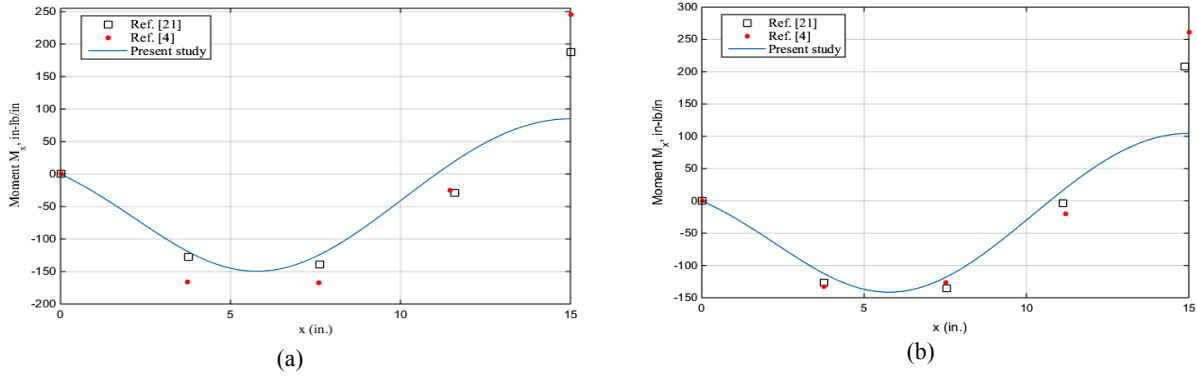 250
200
150
100
50
0
-50
-100
-150
-200
Moment Mx, in-lb/in
Ref. [21]
Ref. [4]
Present study
0
5
10
15
x (in.)
(a)
300
250
200
150
100
50
0
-50
-100
-150
Moment Mx, in-lb/in
Ref. [21]
Ref. [4]
Present study
0
5
10
15
x (in.)
(b)